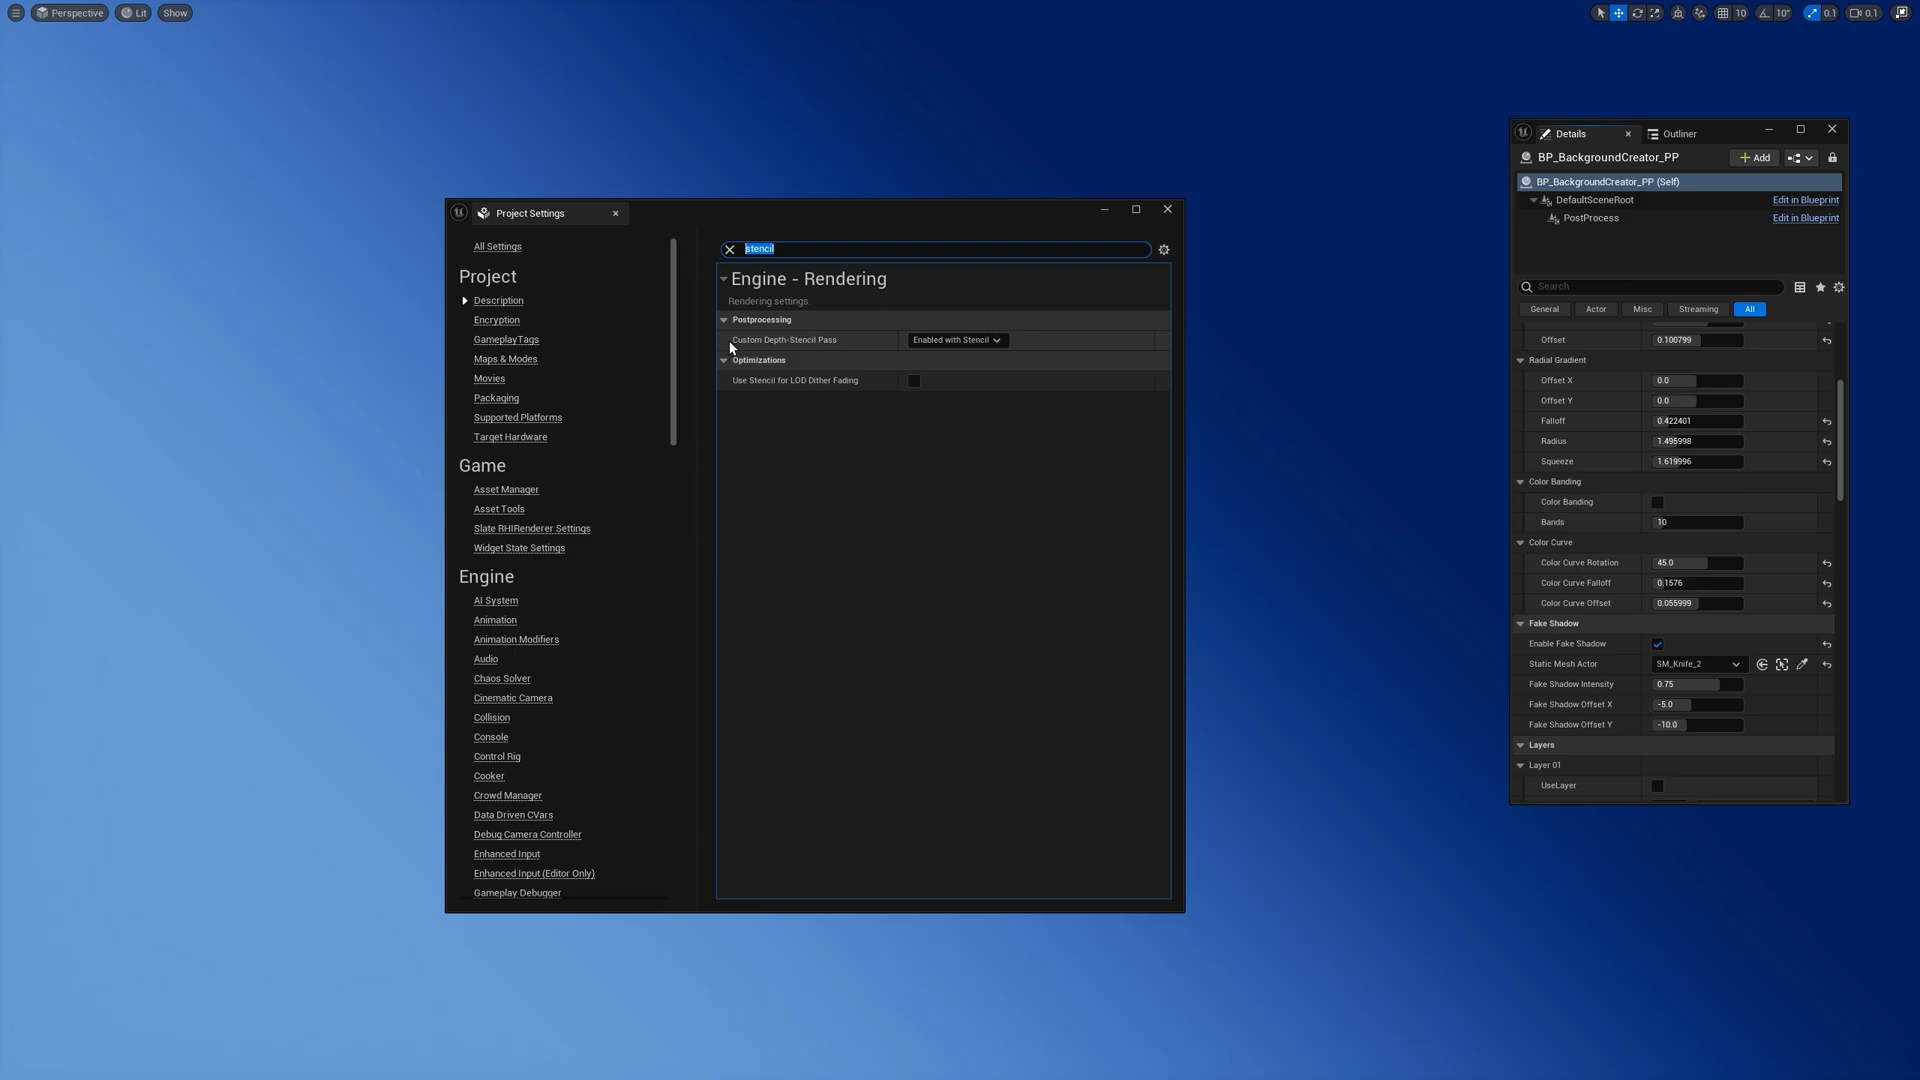 Perspective Lit Show
10 10° 0.1 0.1
Project Settings
All Settings
Project
Description
Encryption
GameplayTags
Maps & Modes
Movies
Packaging
Supported Platforms
Target Hardware
Game
Asset Manager
Asset Tools
Slate RHIRenderer Settings
Widget State Settings
Engine
AI System
Animation
Animation Modifiers
Audio
Chaos Solver
Cinematic Camera
Collision
Console
Control Rig
Cooker
Crowd Manager
Data Driven CVars
Debug Camera Controller
Enhanced Input
Enhanced Input (Editor Only)
Gameplay Debugger
stencil
Engine - Rendering
Rendering settings.
Postprocessing
Custom Depth-Stencil Pass Enabled with Stencil
Optimizations
Use Stencil for LOD Dither Fading
Details Outliner
BP_BackgroundCreator_PP Add
BP_BackgroundCreator_PP (Self)
DefaultSceneRoot Edit in Blueprint
PostProcess Edit in Blueprint
Search
General Actor Misc Streaming All
Offset 0.100799
Radial Gradient
Offset X 0.0
Offset Y 0.0
Falloff 0.422401
Radius 1.495998
Squeeze 1.619996
Color Banding
Color Banding
Bands 10
Color Curve
Color Curve Rotation 45.0
Color Curve Falloff 0.1576
Color Curve Offset 0.055999
Fake Shadow
Enable Fake Shadow
Static Mesh Actor SM_Knife_2
Fake Shadow Intensity 0.75
Fake Shadow Offset X -5.0
Fake Shadow Offset Y -10.0
Layers
Layer 01
UseLayer